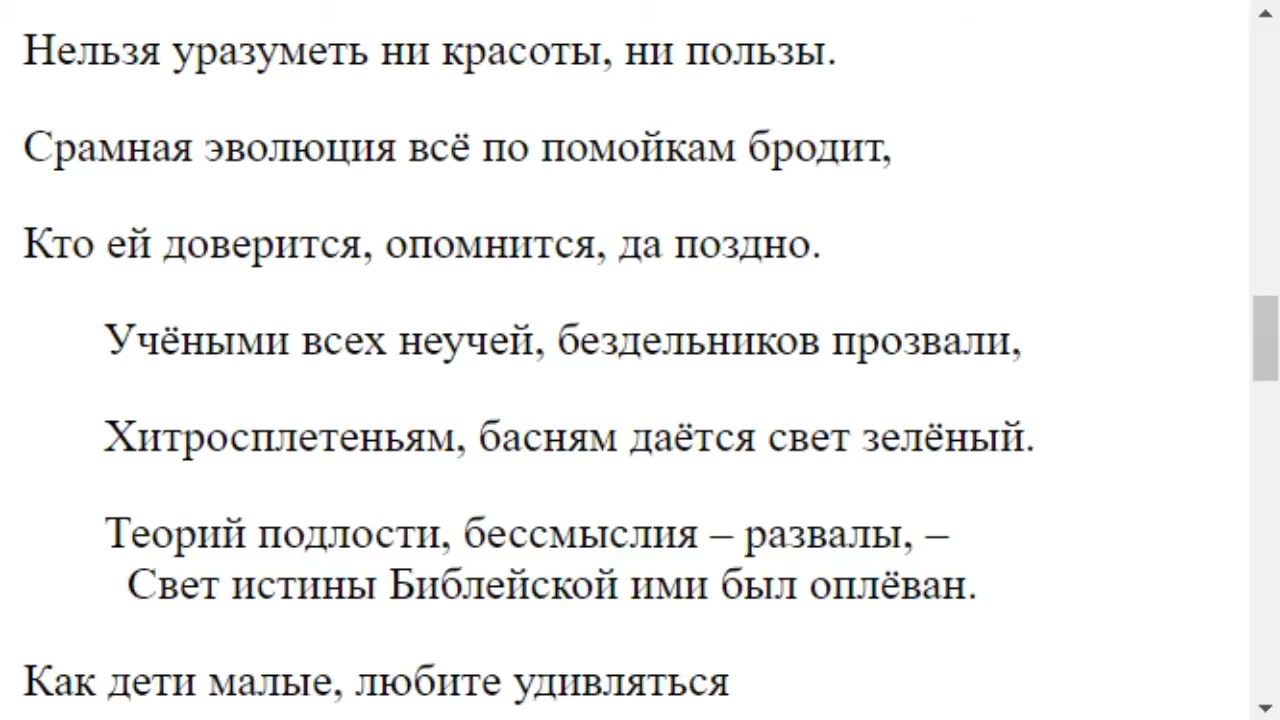 Нельзя уразуметь ни красоты, ни пользы.
Срамная эволюция всё по помойкам бродит,
Кто ей доверится, опомнится, да поздно.
Учёными всех неучей, бездельников прозвали,
Хитросплетеньям, басням даётся свет зелёный.
Теорий подлости, бессмыслия – развалы, –
Свет истины Библейской ими был оплёван.
Как дети малые, любите удивляться